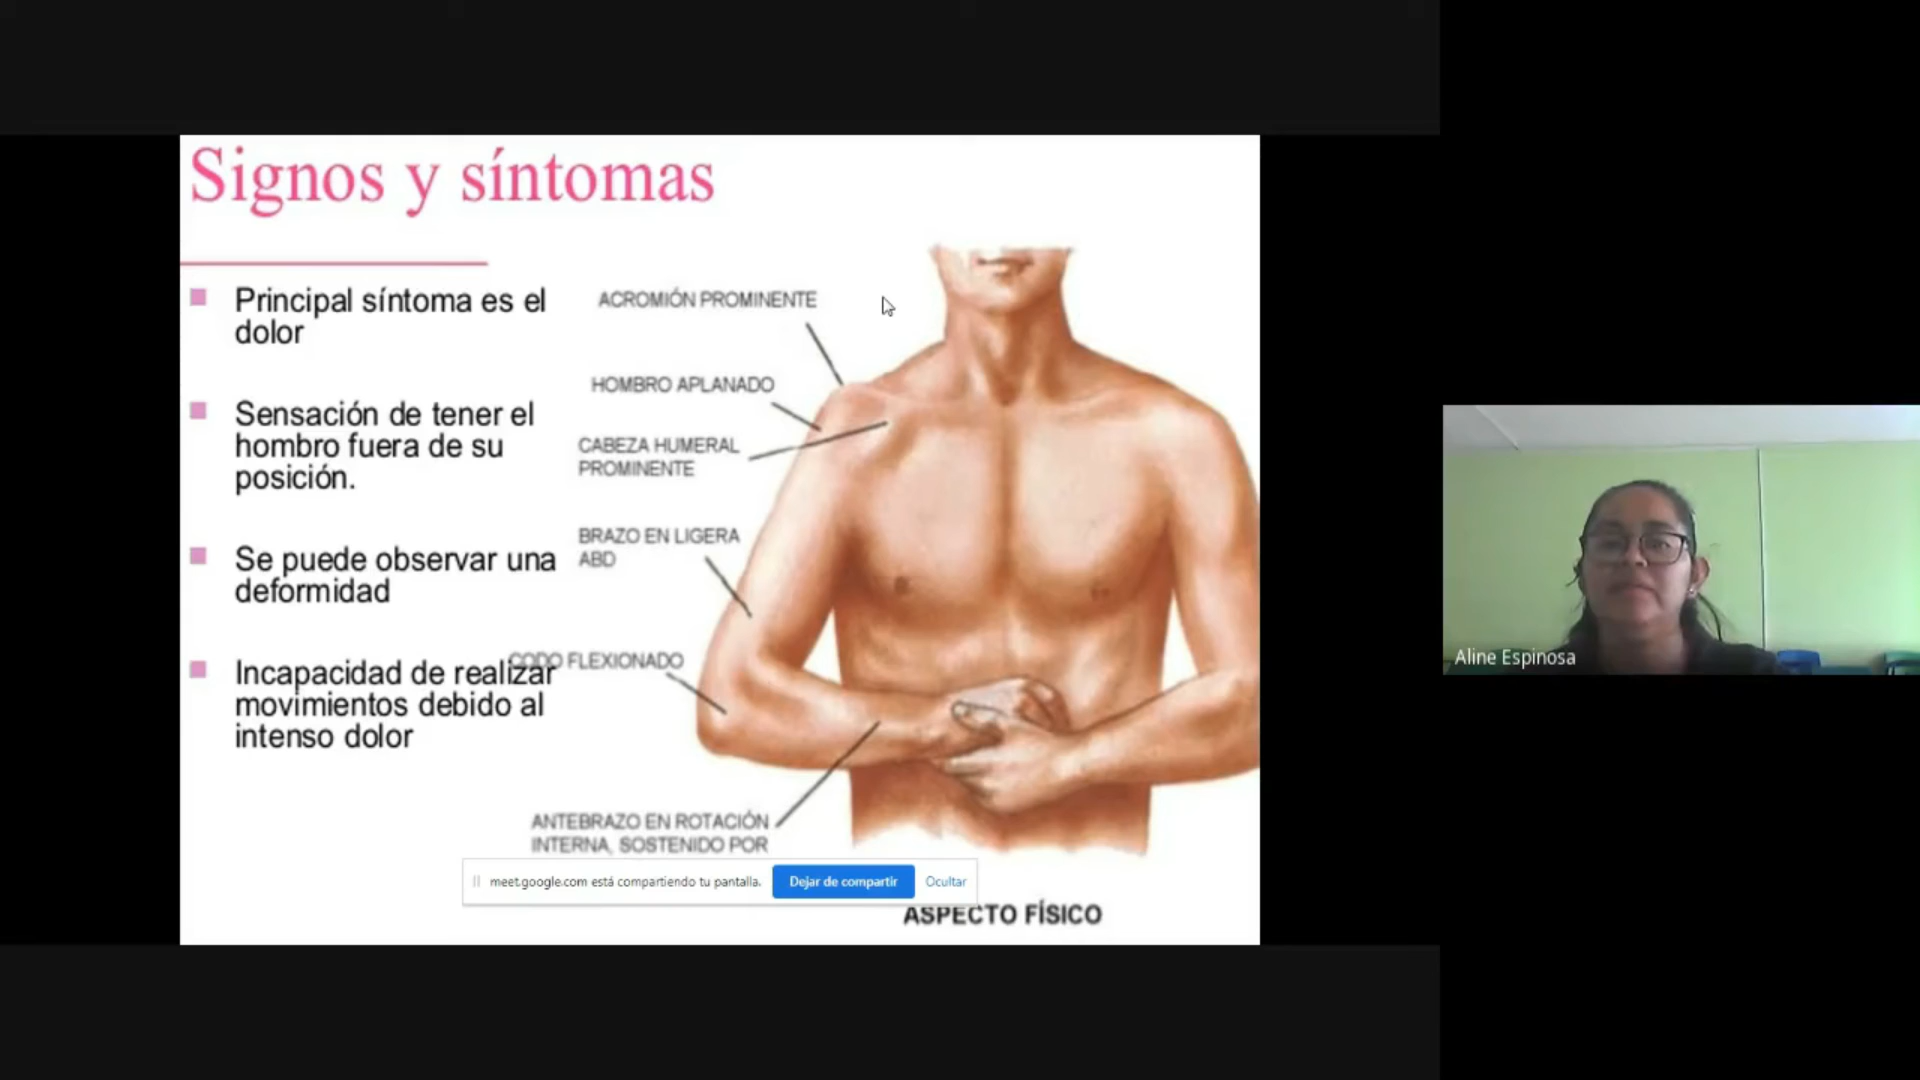 Signos y síntomas
Principal síntoma es el
dolor
Sensación de tener el
hombro fuera de su
posición.
Se puede observar una
deformidad
Incapacidad de realizar
movimientos debido al
intenso dolor
ACROMIÓN PROMINENTE
HOMBRO APLANADO
CABEZA HUMERAL
PROMINENTE
BRAZO EN LIGERA
ABD
CODO FLEXIONADO
ANTEBRAZO EN ROTACIÓN
INTERNA, SOSTENIDO POR
meet.google.com está compartiendo tu pantalla.
Dejar de compartir
Ocultar
ASPECTO FÍSICO
Aline Espinosa